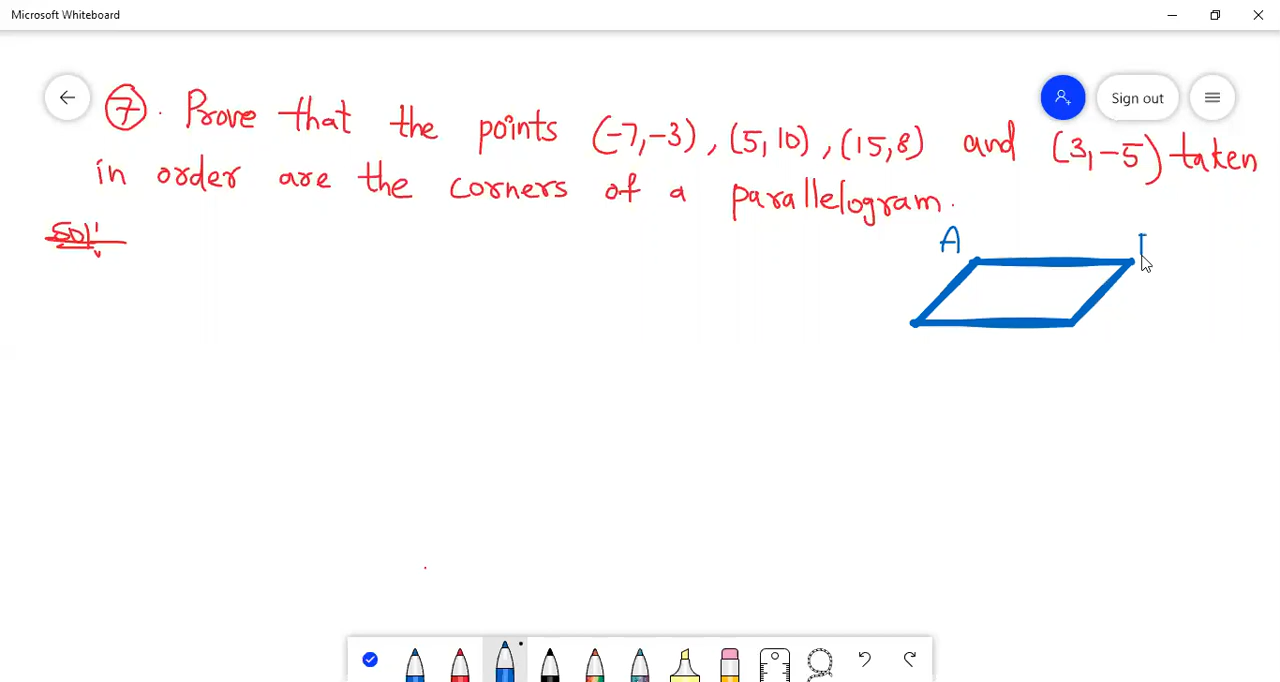 Microsoft Whiteboard
Sign out
7. Prove that the points (-7,-3), (5,10), (15,8) and (3,-5) taken
in order are the corners of a parallelogram.
Sol
A